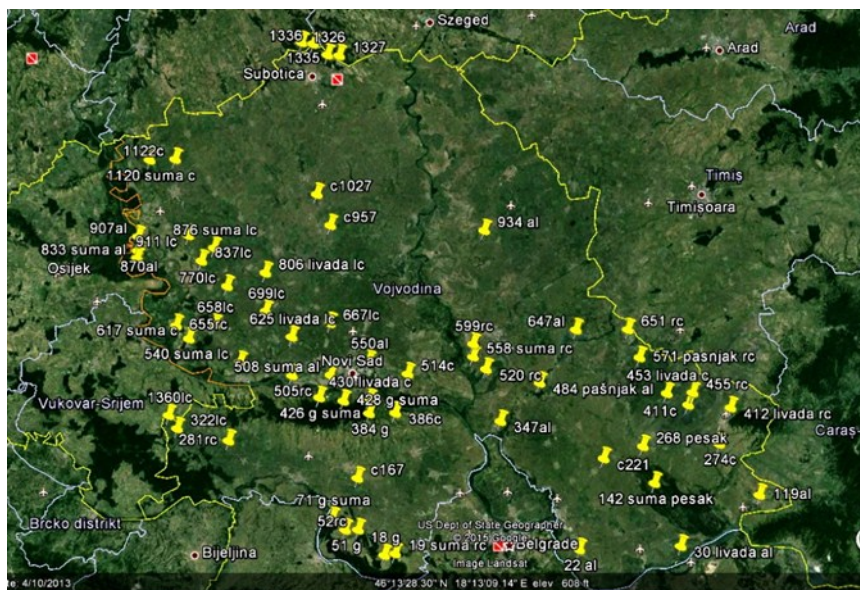 Szeged
1336
1326
1327
1335
Arad
Arad
Subotica
1122c
1120 suma c
Timiș
Timișoara
c1027
c957
934 al
907al
876 suma lc
911 lc
833 suma al
837lc
870al
Osijek
806 livada lc
770lc
Vojvodina
699lc
658lc
667lc
625 livada lc
617 suma c
655rc
599rc
647al
651 rc
550al
558 suma rc
571 pasnjak rc
540 suma lc
508 suma al
Novi Sad
514c
520 rc
453 livada c
430 livada c
484 pašnjak al
455 rc
505rc
428 g suma
Vukovar-Srijem
1360lc
426 g suma
386c
411c
412 livada rc
322lc
384 g
347al
Caraș-
281rc
268 pesak
c221
274c
c167
142 suma pesak
119al
71 g suma
52rc
US Dept of State Geographer
Brcko distrikt
18 g
© 2015 Google
51 g
19 suma rc
Belgrade
Bijeljina
22 al
30 livada al
Image Landsat
te: 4/10/2013
46°13'28.30" N 18°13'09.14" E elev 608 ft